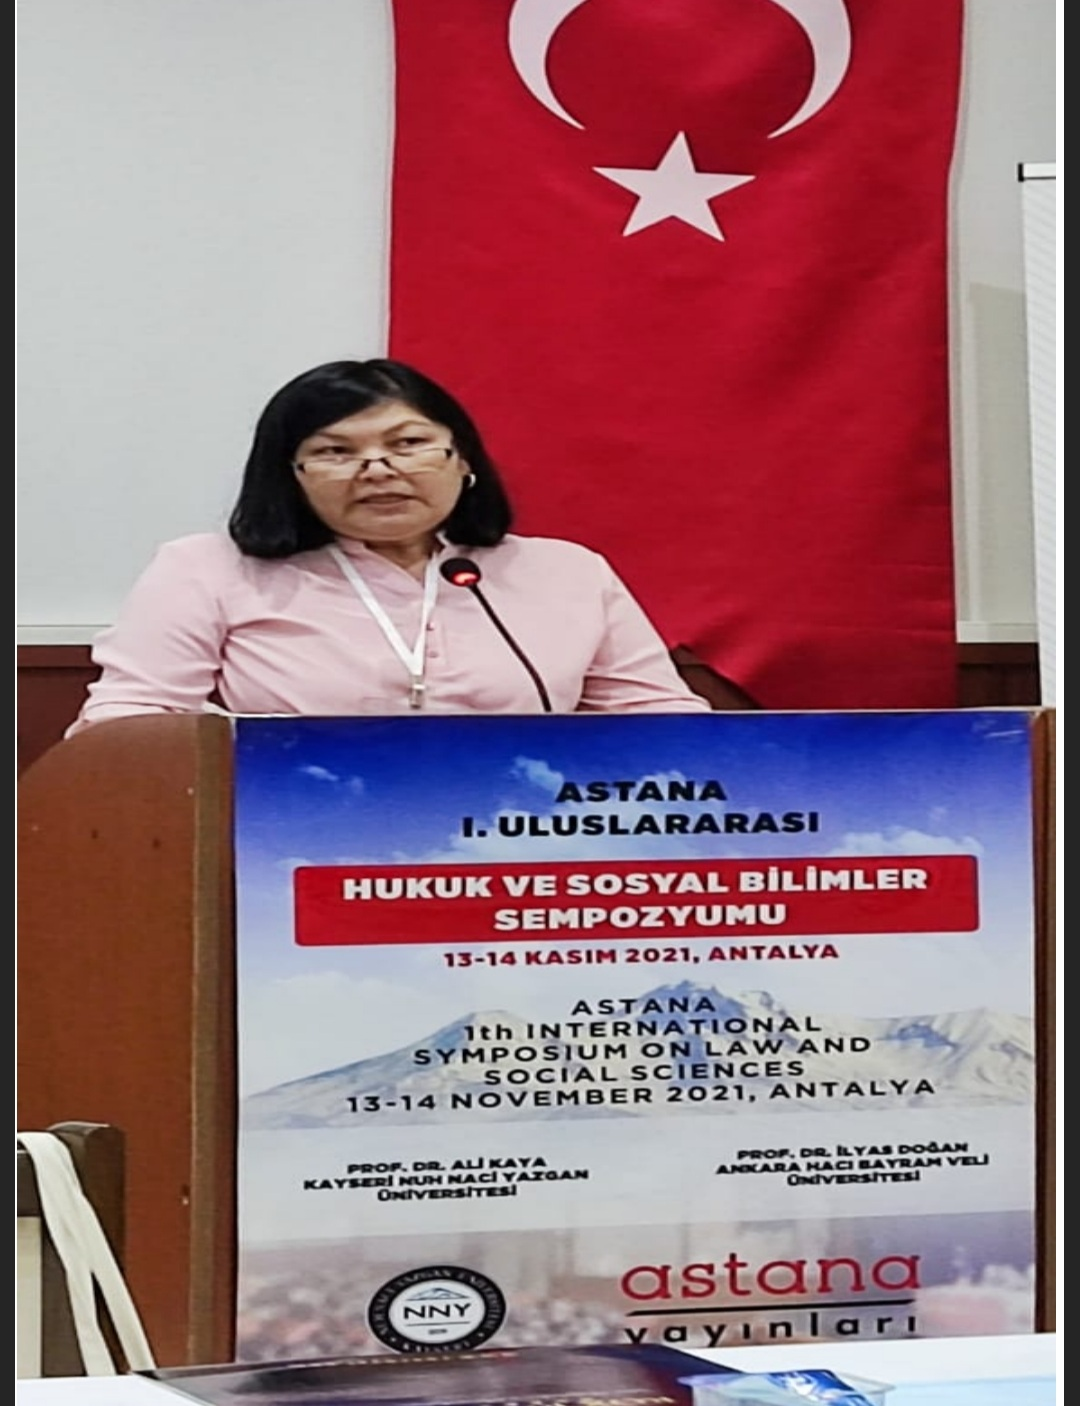 ASTANA
I. ULUSLARARASI
HUKUK VE SOSYAL BİLİMLER
SEMPOZYUMU
13-14 KASIM 2021, ANTALYA
ASTANA
1th INTERNATIONAL
SYMPOSIUM ON LAW AND
SOCIAL SCIENCES
13-14 NOVEMBER 2021, ANTALYA
PROF. DR. ALİ KAYA
KAYSERİ NUH NACİ YAZGAN
ÜNİVERSİTESİ
PROF. DR. İLYAS DOĞAN
ANKARA HACI BAYRAM VELİ
ÜNİVERSİTESİ
NNY
astana
yayınları